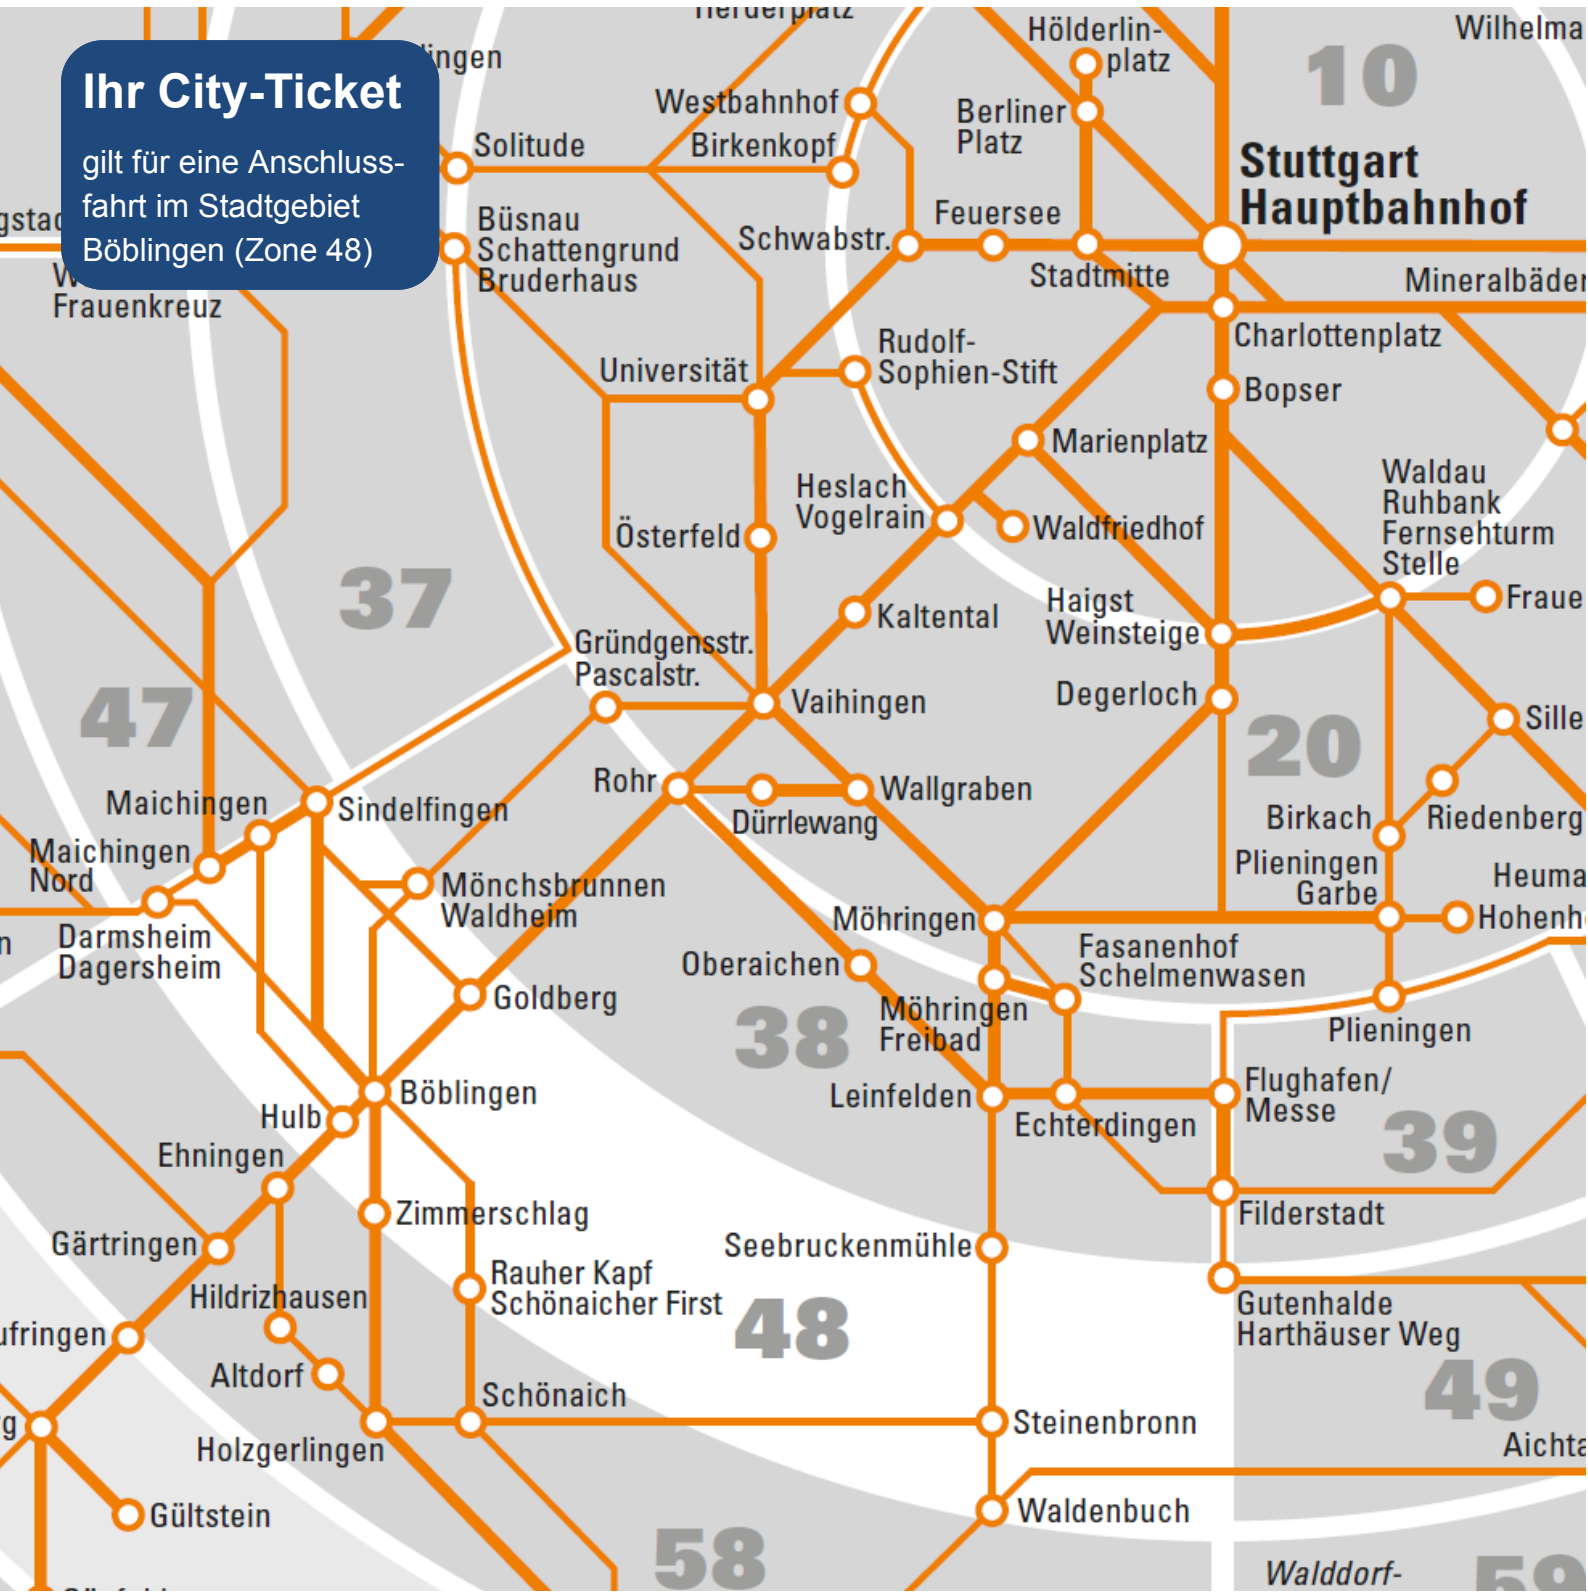 Ihr City-Ticket
gilt für eine Anschluss-
fahrt im Stadtgebiet
Böblingen (Zone 48)
Hölderlin-
platz
10
Westbahnhof
Birkenkopf
Berliner
Platz
Solitude
Stuttgart
Hauptbahnhof
Büsnau
Schattengrund
Bruderhaus
Schwabstr.
Feuersee
Stadtmitte
Frauenkreuz
Charlottenplatz
Rudolf-
Sophien-Stift
Universität
Bopser
Marienplatz
Heslach
Vogelrain
Waldfriedhof
Waldau
Ruhbank
Fernsehturm
Stelle
Österfeld
37
Kaltental
Haigst
Weinsteige
Gründgensstr.
Pascalstr.
47
Vaihingen
Degerloch
20
Rohr
Dürrlewang
Wallgraben
Maichingen
Sindelfingen
Maichingen
Nord
Birkach
Riedenberg
Mönchsbrunnen
Waldheim
Plieningen
Garbe
Möhringen
Darmsheim
Dagersheim
Goldberg
Oberaichen
Fasanenhof
Schelmenwasen
38
Möhringen
Freibad
Plieningen
Böblingen
Leinfelden
Echterdingen
Flughafen/
Messe
39
Hulb
Ehningen
Zimmerschlag
Filderstadt
Gärtringen
Seebruckenmühle
Rauher Kapf
Schönaicher First
Hildrizhausen
48
Gutenhalde
Harthäuser Weg
Altdorf
49
Schönaich
Steinenbronn
Holzgerlingen
Gültstein
Waldenbuch
58
Walddorf-
59